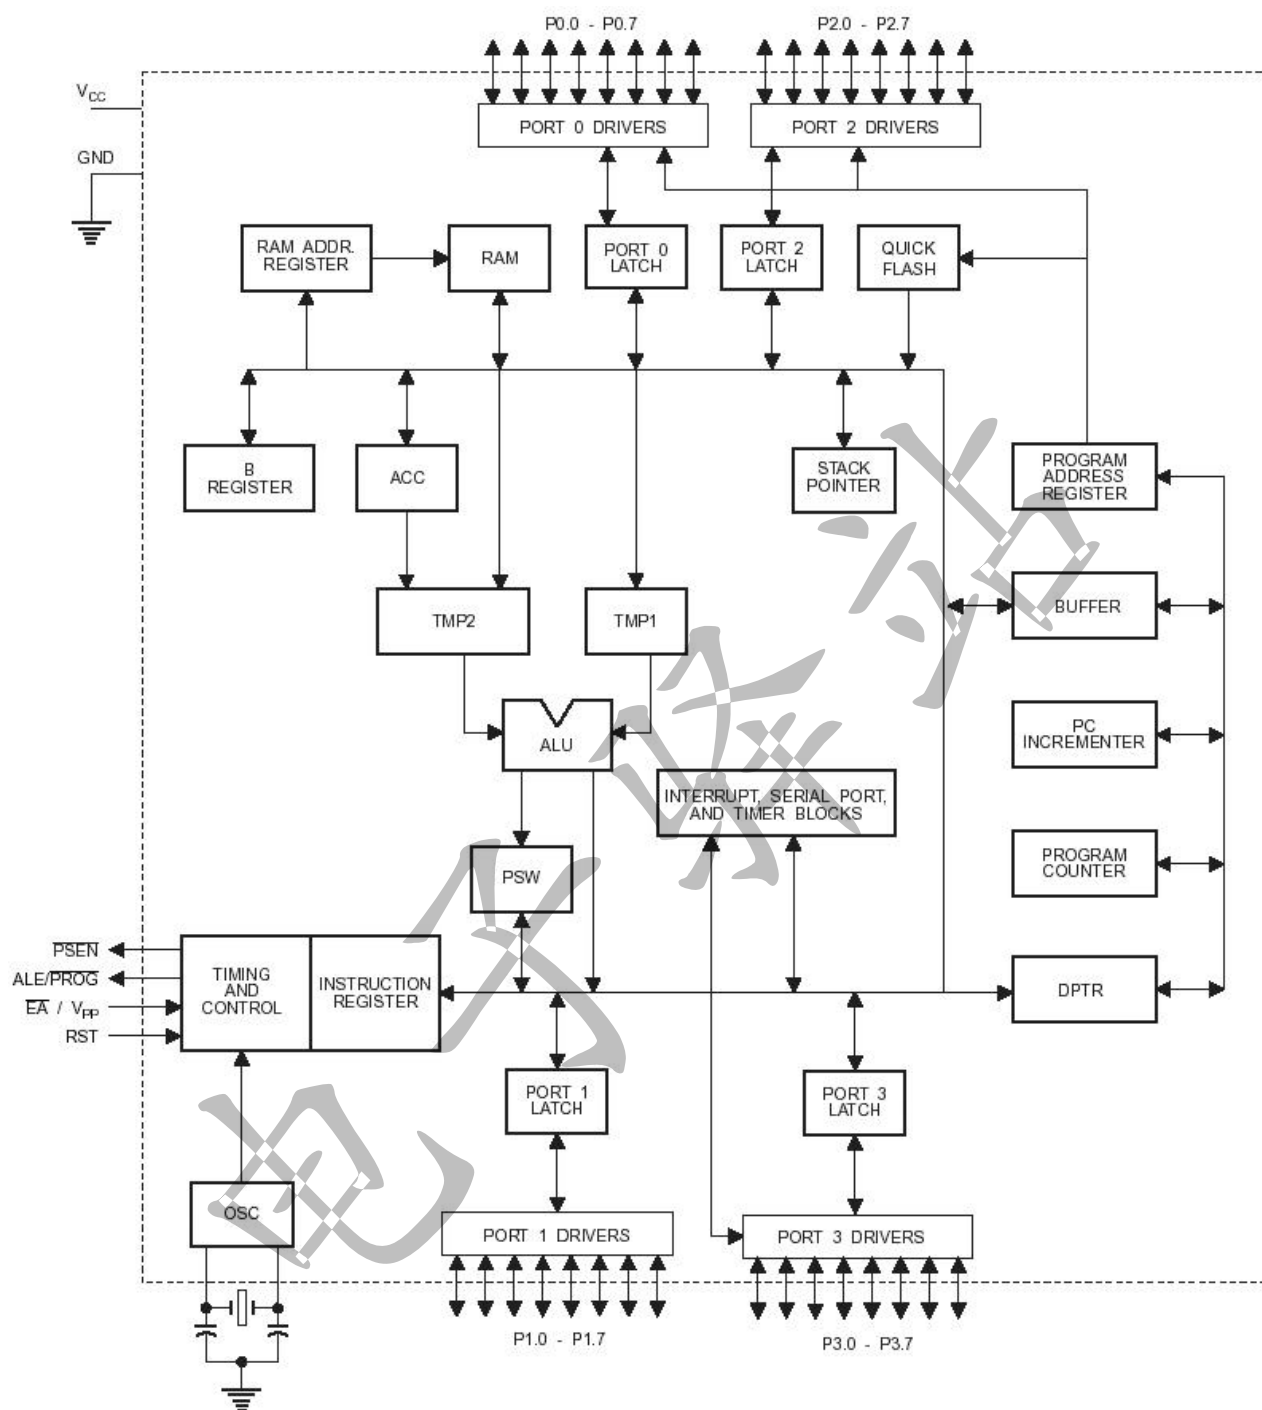 P0.0 - P0.7
P2.0 - P2.7
VCC
GND
PORT 0 DRIVERS
PORT 2 DRIVERS
RAM ADDR.
REGISTER
RAM
PORT 0
LATCH
PORT 2
LATCH
QUICK
FLASH
B
REGISTER
ACC
STACK
POINTER
PROGRAM
ADDRESS
REGISTER
TMP2
TMP1
BUFFER
ALU
PC
INCREMENTER
INTERRUPT, SERIAL PORT,
AND TIMER BLOCKS
PSW
PROGRAM
COUNTER
PSEN
ALE/PROG
EA / VPP
RST
TIMING
AND
CONTROL
INSTRUCTION
REGISTER
DPTR
PORT 1
LATCH
PORT 3
LATCH
OSC
PORT 1 DRIVERS
PORT 3 DRIVERS
P1.0 - P1.7
P3.0 - P3.7